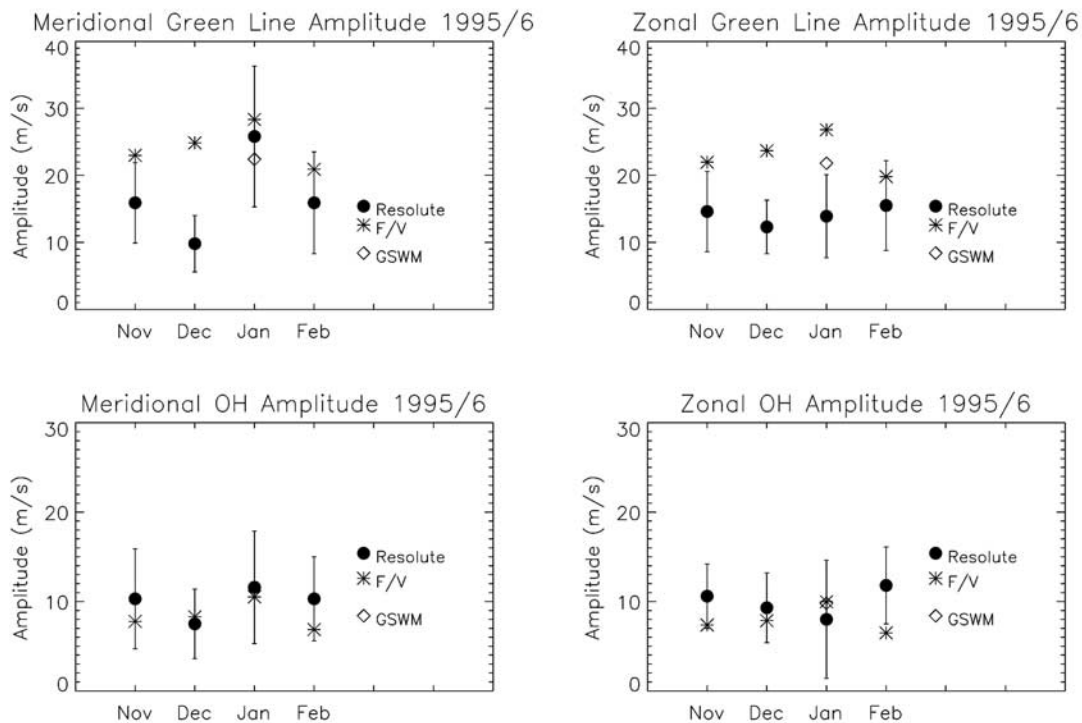 Meridional Green Line Amplitude 1995/6
40
30
20
10
0
Amplitude (m/s)
Resolute
F/V
GSWM
Nov Dec Jan Feb
Zonal Green Line Amplitude 1995/6
40
30
20
10
0
Amplitude (m/s)
Resolute
F/V
GSWM
Nov Dec Jan Feb
Meridional OH Amplitude 1995/6
30
20
10
0
Amplitude (m/s)
Resolute
F/V
GSWM
Nov Dec Jan Feb
Zonal OH Amplitude 1995/6
30
20
10
0
Amplitude (m/s)
Resolute
F/V
GSWM
Nov Dec Jan Feb